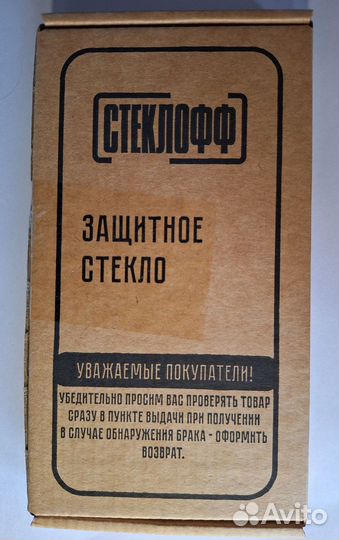 СТЕКЛОФФ
ЗАЩИТНОЕ
СТЕКЛО
УВАЖАЕМЫЕ ПОКУПАТЕЛИ!
УБЕДИТЕЛЬНО ПРОСИМ ВАС ПРОВЕРЯТЬ ТОВАР
СРАЗУ В ПУНКТЕ ВЫДАЧИ ПРИ ПОЛУЧЕНИИ
В СЛУЧАЕ ОБНАРУЖЕНИЯ БРАКА - ОФОРМИТЬ
ВОЗВРАТ.
Avito